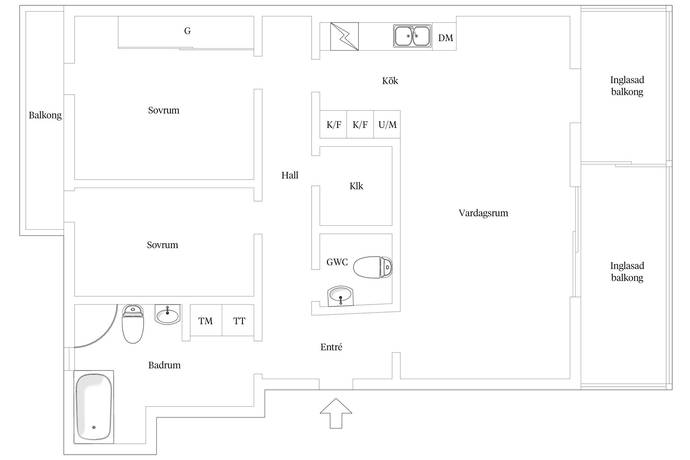 G
DM
Kök
Inglasad
balkong
Balkong
Sovrum
K/F
K/F
U/M
Hall
Klk
Vardagsrum
Sovrum
GWC
Inglasad
balkong
TM
TT
Entré
Badrum